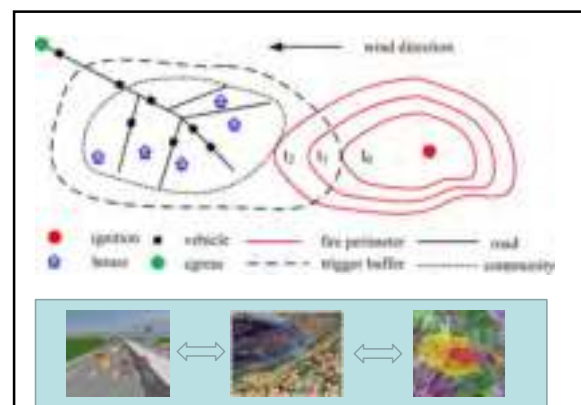 wind direction
t₂ t₁ t₀
ignition vehicle fire perimeter road
house egress trigger buffer community